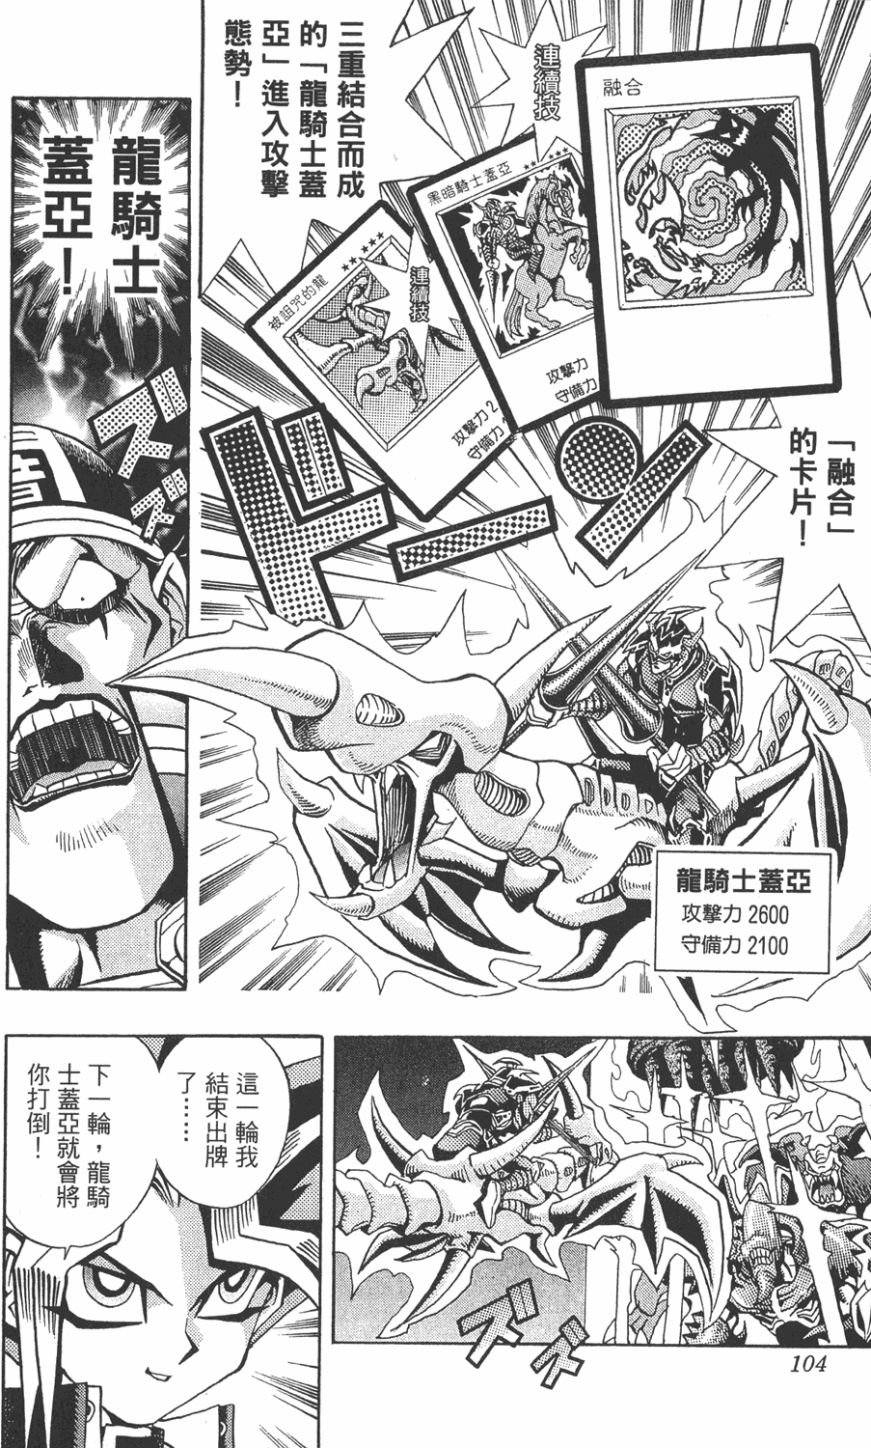 「融合」
的卡片！
融合
連續技
黑暗騎士蓋亞
攻擊力
守備力
連續技
被詛咒的龍
攻擊力 2
守備力
三重結合而成
的「龍騎士蓋
亞」進入攻擊
態勢！
ドーン
龍騎士蓋亞
攻擊力 2600
守備力 2100
龍騎士
蓋亞！
ズズ
ズズ
這一輪我
結束出牌
了……
下一輪，龍騎
士蓋亞就會將
你打倒！
104